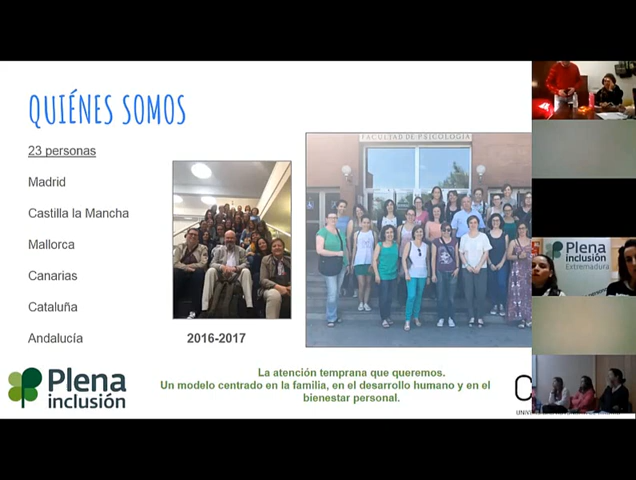 QUIÉNES SOMOS
23 personas
Madrid
Castilla la Mancha
Mallorca
Canarias
Cataluña
Andalucía
2016-2017
FACULTAD DE PSICOLOGIA
Plena
inclusión
La atención temprana que queremos.
Un modelo centrado en la familia, en el desarrollo humano y en el
bienestar personal.
Plena
inclusión
Extremadura